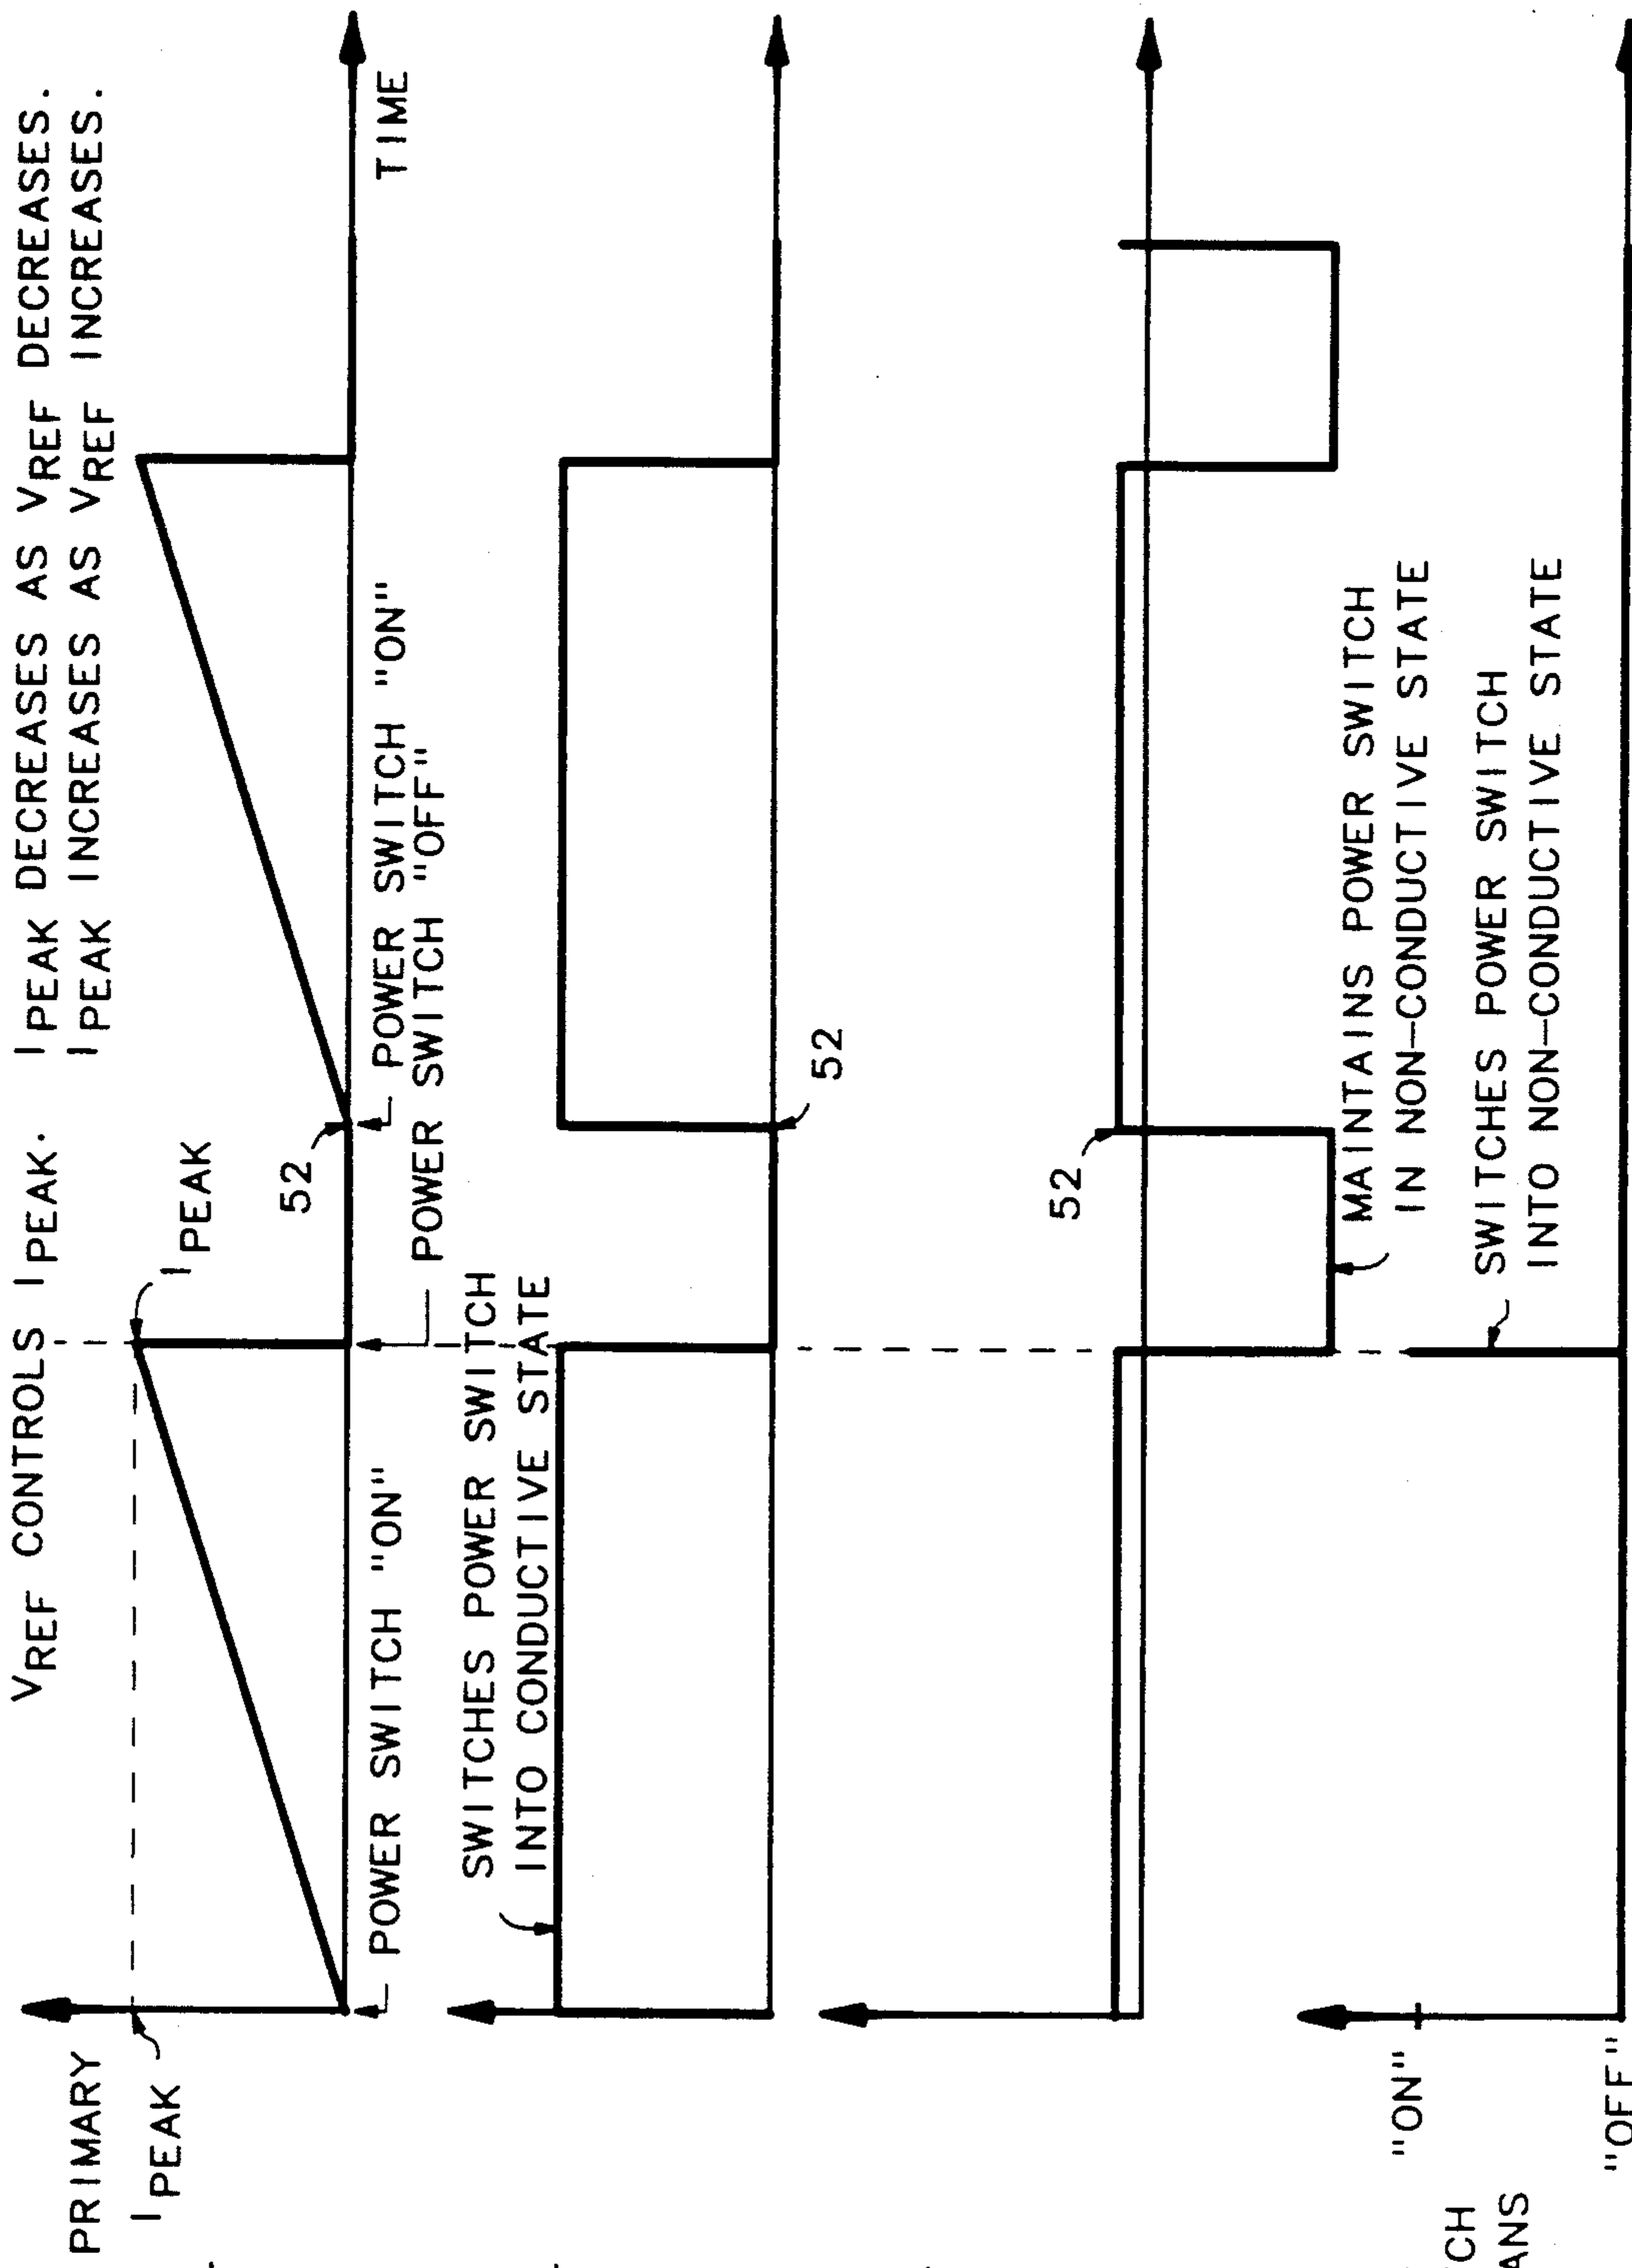 VREF CONTROLS IPEAK. IPEAK DECREASES AS VREF DECREASES.
IPEAK INCREASES AS VREF INCREASES.
PRIMARY
IPEAK
IPEAK
52
TIME
POWER SWITCH "ON"
POWER SWITCH "ON"
POWER SWITCH "OFF"
SWITCHES POWER SWITCH
INTO CONDUCTIVE STATE
52
52
MAINTAINS POWER SWITCH
IN NON-CONDUCTIVE STATE
"ON"
SWITCHES POWER SWITCH
INTO NON-CONDUCTIVE STATE
CH
ANS
"OFF"